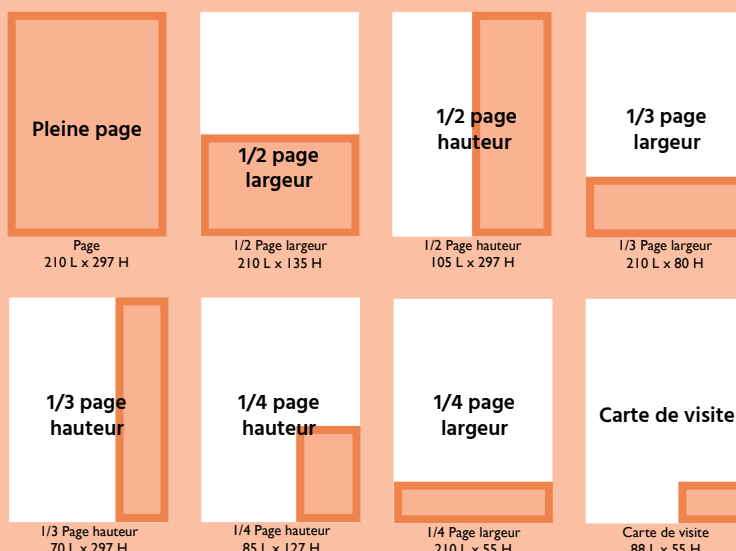 Pleine page
Page
210 L x 297 H
1/2 page
largeur
1/2 Page largeur
210 L x 135 H
1/2 page
hauteur
1/2 Page hauteur
105 L x 297 H
1/3 page
largeur
1/3 Page largeur
210 L x 80 H
1/3 page
hauteur
1/3 Page hauteur
70 L x 297 H
1/4 page
hauteur
1/4 Page hauteur
85 L x 127 H
1/4 page
largeur
1/4 Page largeur
210 L x 55 H
Carte de visite
Carte de visite
88 L x 55 H